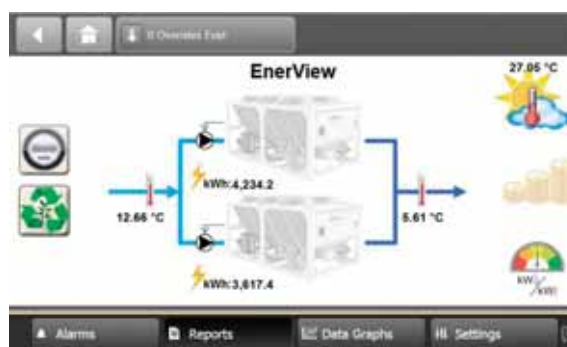 0 Overrides Exist
EnerView
27.05 °C
kWh:4,234.2
12.66 °C
5.61 °C
kWh:3,617.4
kW/kW
Alarms
Reports
Data Graphs
Settings